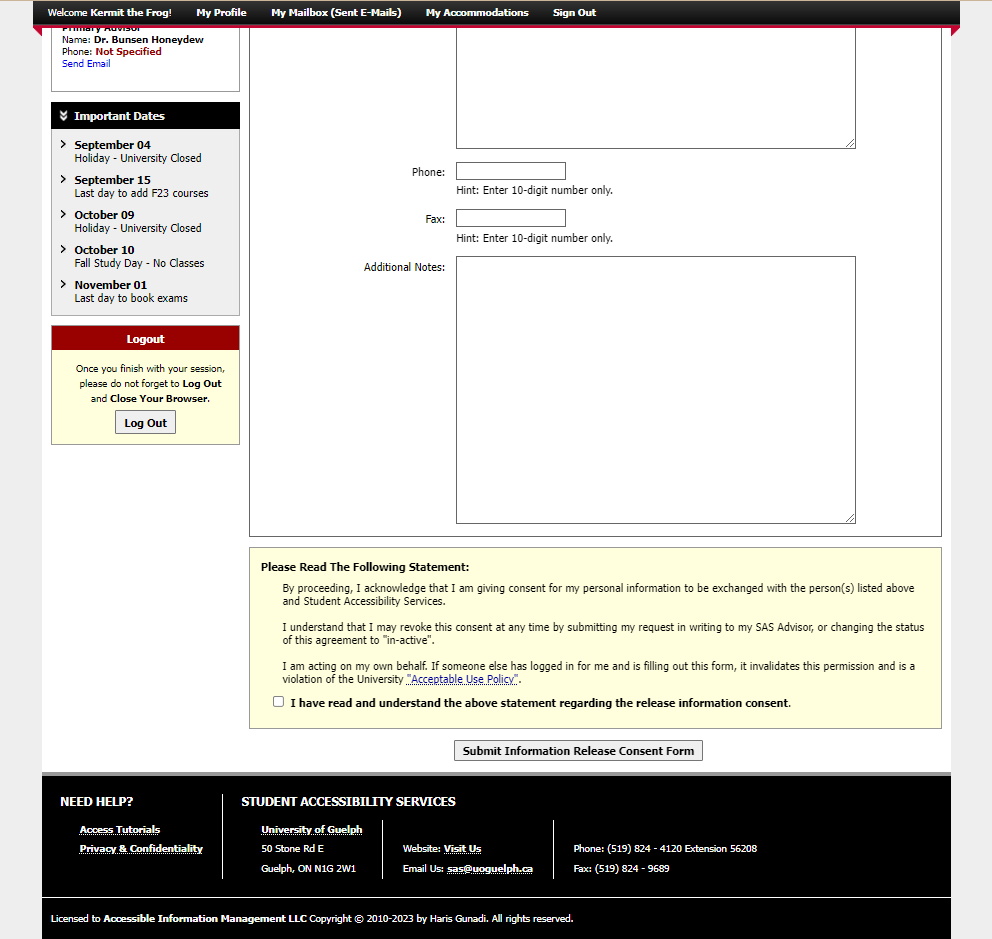 Welcome Kermit the Frog! My Profile My Mailbox (Sent E-Mails) My Accommodations Sign Out
Primary Advisor
Name: Dr. Bunsen Honeydew
Phone: Not Specified
Send Email
Important Dates
September 04
Holiday - University Closed
September 15
Last day to add F23 courses
October 09
Holiday - University Closed
October 10
Fall Study Day - No Classes
November 01
Last day to book exams
Logout
Once you finish with your session,
please do not forget to Log Out
and Close Your Browser.
Log Out
Phone:
Hint: Enter 10-digit number only.
Fax:
Hint: Enter 10-digit number only.
Additional Notes:
Please Read The Following Statement:
By proceeding, I acknowledge that I am giving consent for my personal information to be exchanged with the person(s) listed above
and Student Accessibility Services.
I understand that I may revoke this consent at any time by submitting my request in writing to my SAS Advisor, or changing the status
of this agreement to "in-active".
I am acting on my own behalf. If someone else has logged in for me and is filling out this form, it invalidates this permission and is a
violation of the University "Acceptable Use Policy".
I have read and understand the above statement regarding the release information consent.
Submit Information Release Consent Form
NEED HELP?
Access Tutorials
Privacy & Confidentiality
STUDENT ACCESSIBILITY SERVICES
University of Guelph
50 Stone Rd E
Guelph, ON N1G 2W1
Website: Visit Us
Email Us: sas@uoguelph.ca
Phone: (519) 824 - 4120 Extension 56208
Fax: (519) 824 - 9689
Licensed to Accessible Information Management LLC Copyright © 2010-2023 by Haris Gunadi. All rights reserved.